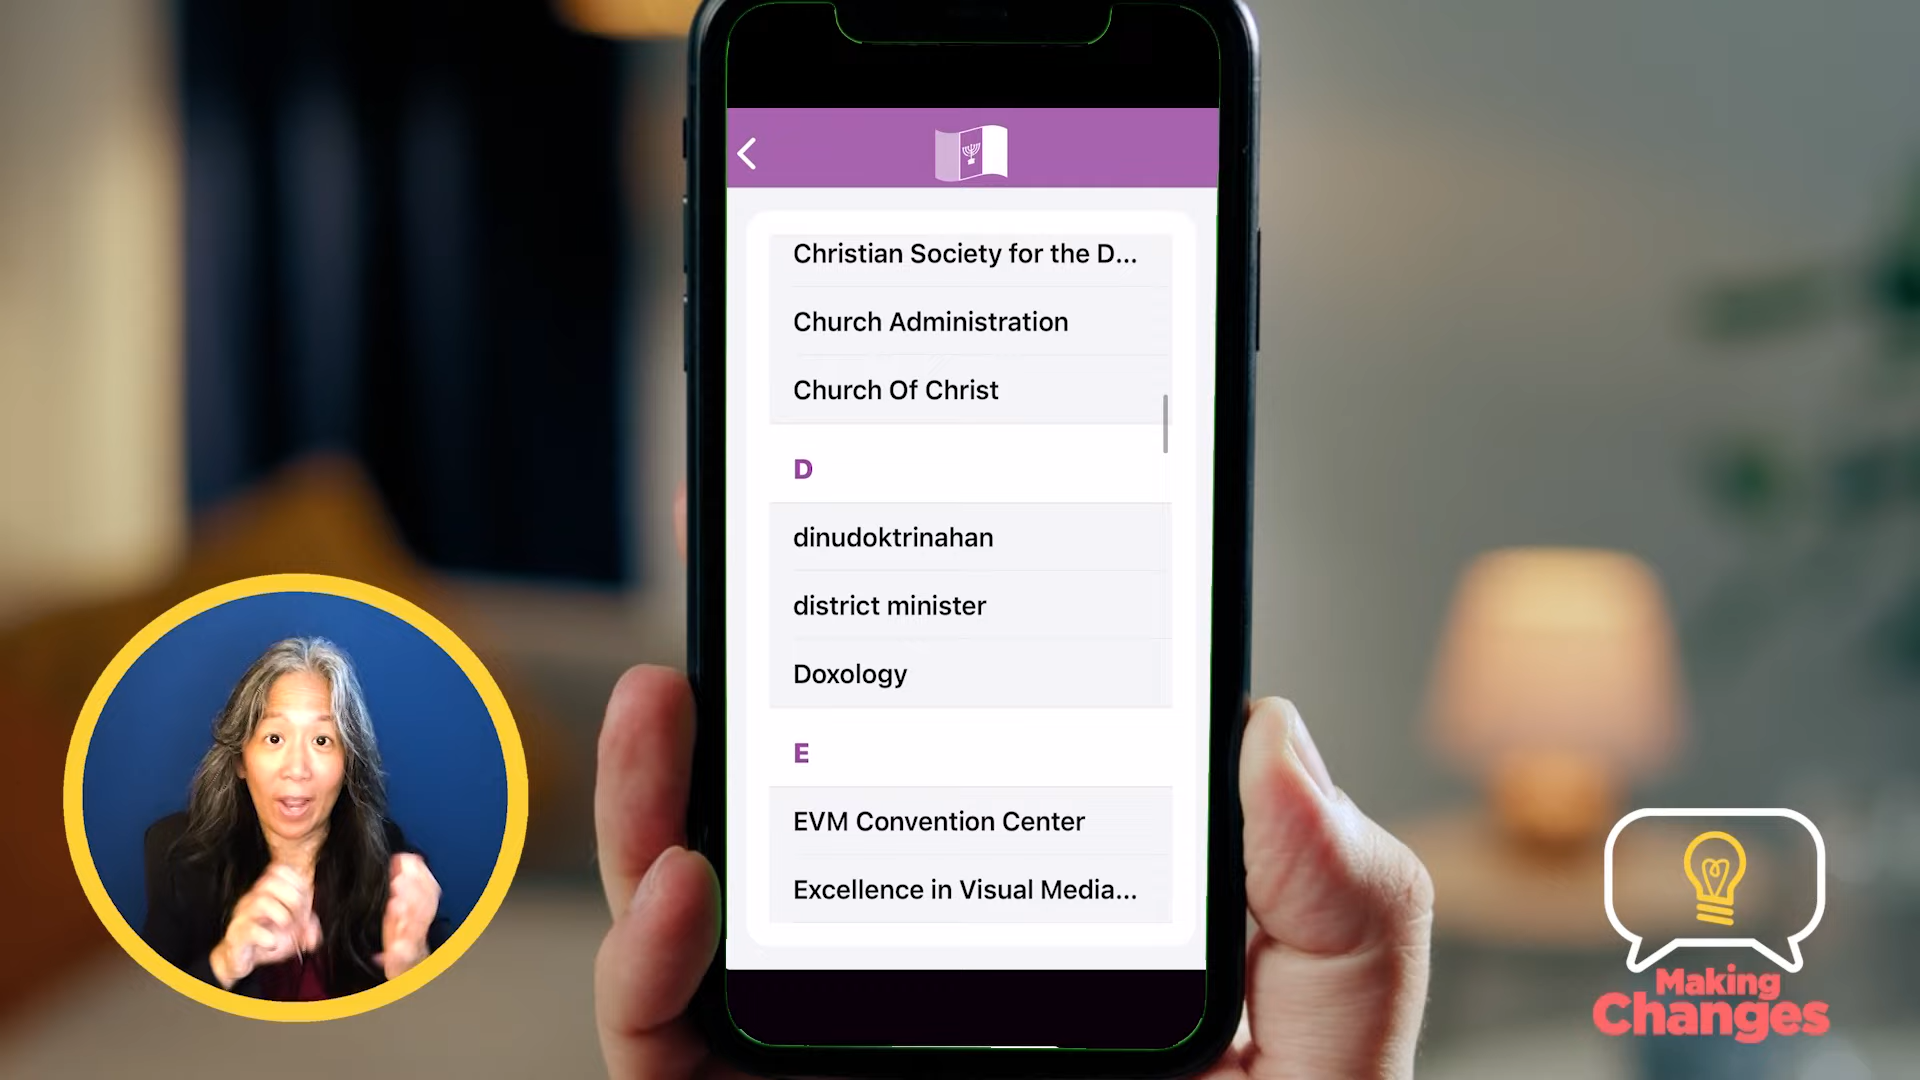 Christian Society for the D...
Church Administration
Church Of Christ
D
dinudoktrinahan
district minister
Doxology
E
EVM Convention Center
Excellence in Visual Media...
Making
Changes